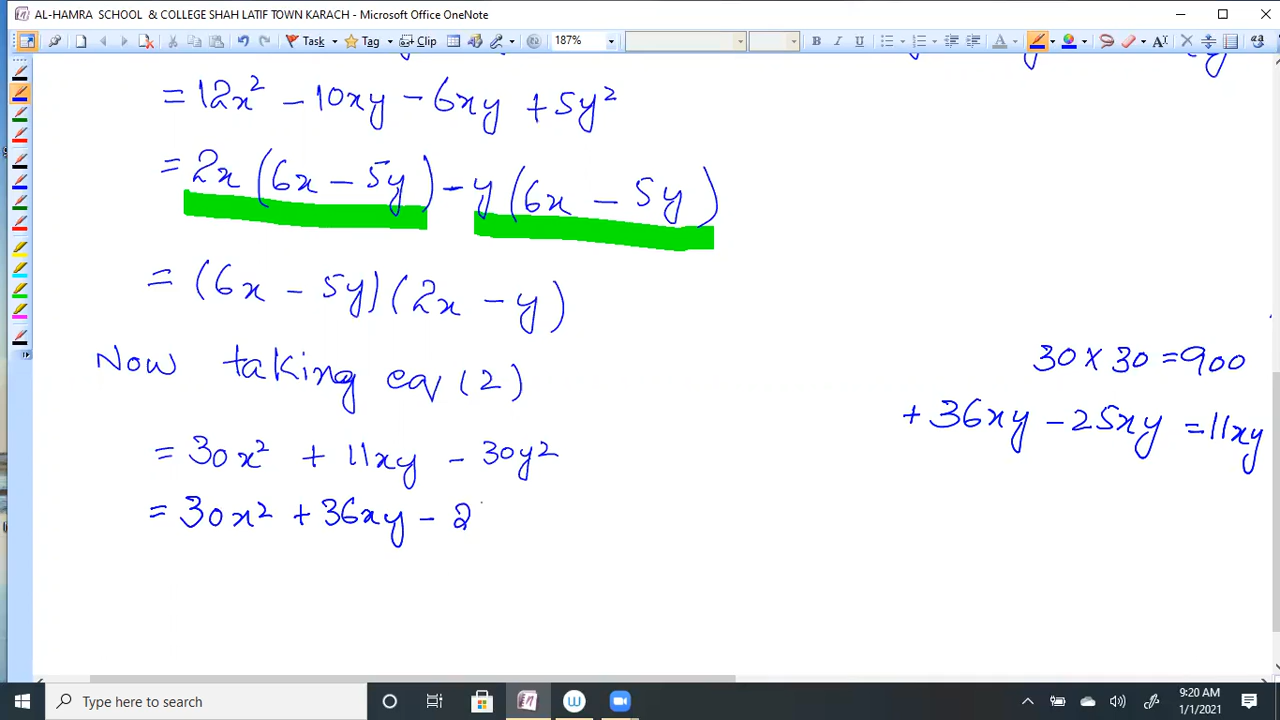 AL-HAMRA SCHOOL & COLLEGE SHAH LATIF TOWN KARACH - Microsoft Office OneNote
Task Tag Clip 187% B I U A
= 12x² - 10xy - 6xy + 5y²
= 2x (6x - 5y) - y (6x - 5y)
= (6x - 5y) (2x - y)
Now taking eq (2)
30 x 30 = 900
+ 36xy - 25xy = 11xy
= 30x² + 11xy - 30y²
= 30x² + 36xy - 2
Type here to search
9:20 AM
1/1/2021